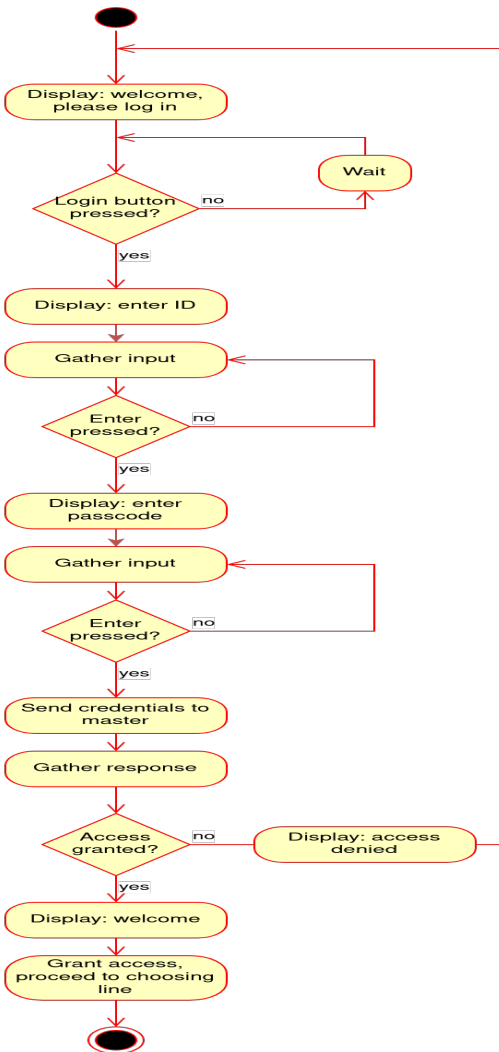 Display: welcome,
please log in
Wait
Login button
pressed?
no
yes
Display: enter ID
Gather input
Enter
pressed?
no
yes
Display: enter
passcode
Gather input
Enter
pressed?
no
yes
Send credentials to
master
Gather response
Access
granted?
no
Display: access
denied
yes
Display: welcome
Grant access,
proceed to choosing
line